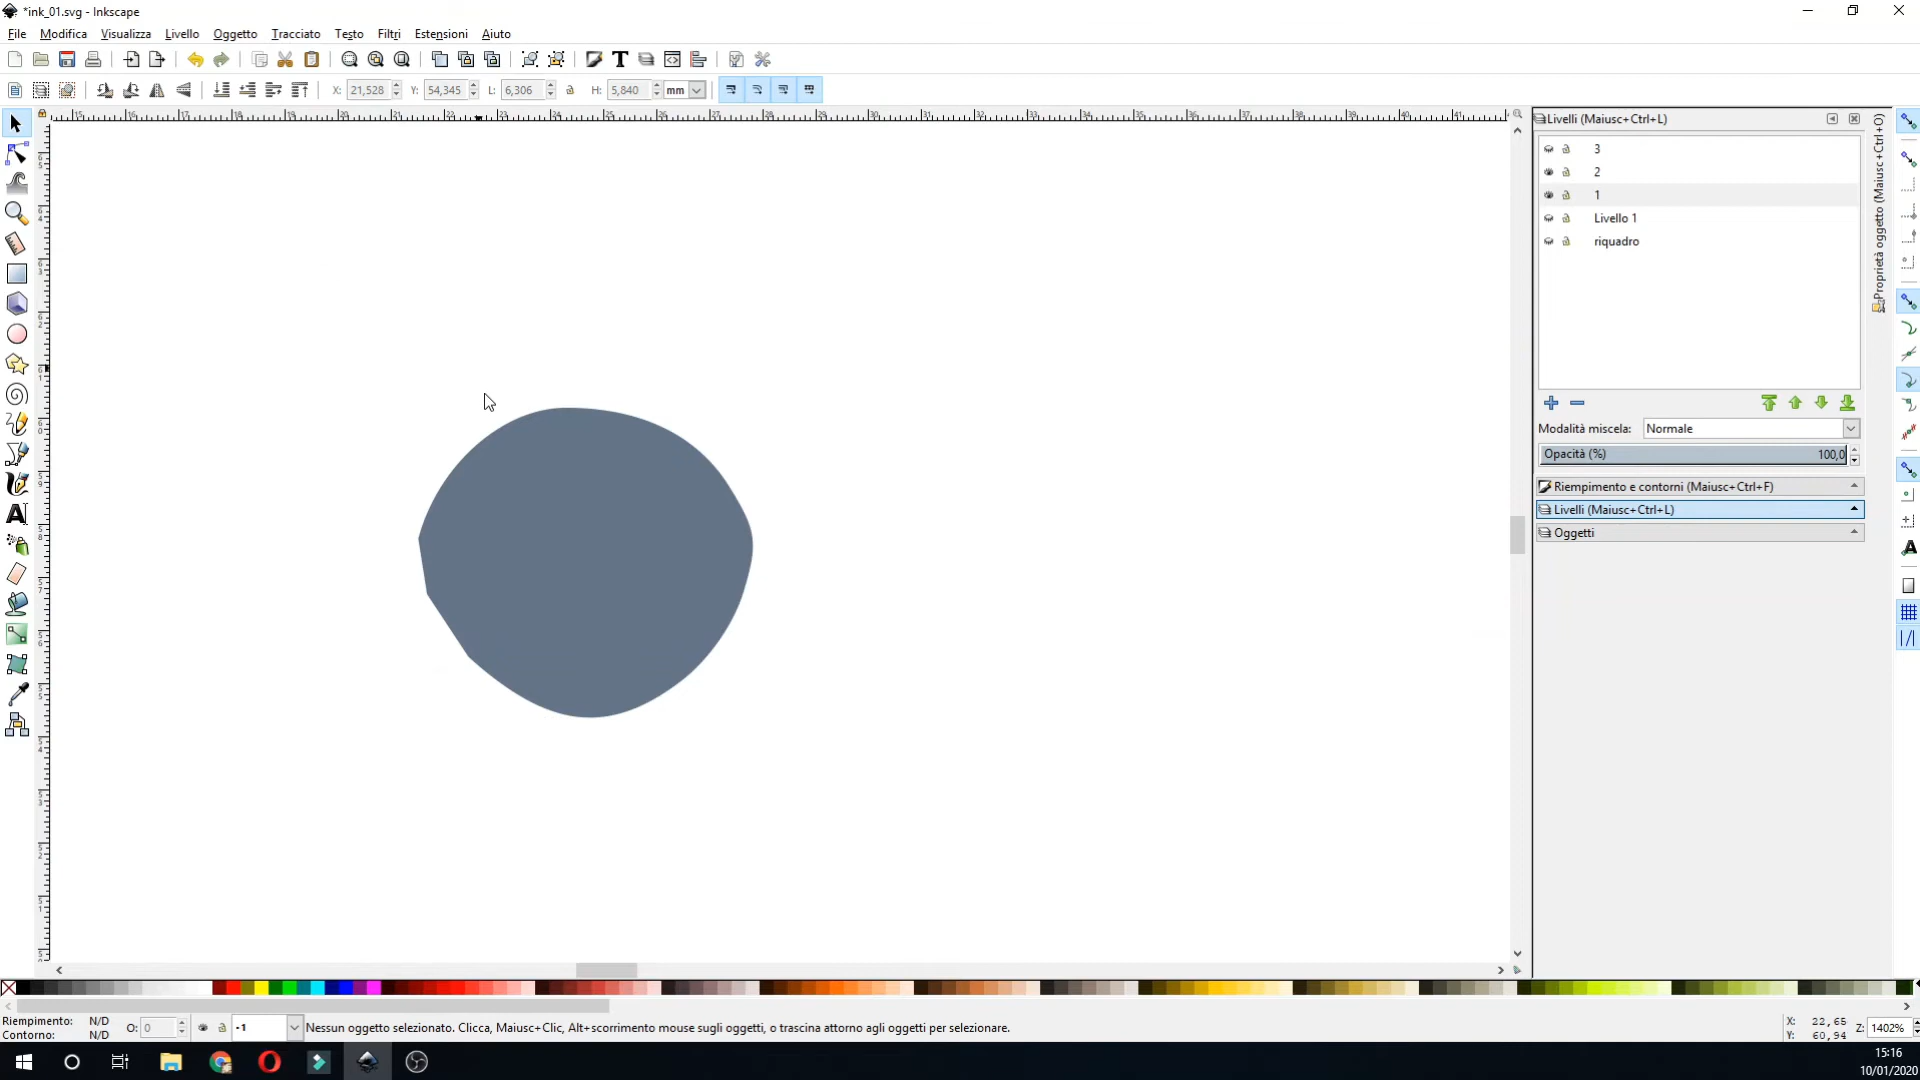 *ink_01.svg - Inkscape
File Modifica Visualizza Livello Oggetto Tracciato Testo Filtri Estensioni Aiuto
X: 21,528 Y: 54,345 L: 6,306 H: 5,840 mm
Livelli (Maiusc+Ctrl+L)
3
2
1
Livello 1
riquadro
Proprietà oggetto (Maiusc+Ctrl+O)
Modalità miscela: Normale
Opacità (%) 100,0
Riempimento e contorni (Maiusc+Ctrl+F)
Livelli (Maiusc+Ctrl+L)
Oggetti
Riempimento: N/D
Contorno: N/D
O: 0
-1
Nessun oggetto selezionato. Clicca, Maiusc+Clic, Alt+scorrimento mouse sugli oggetti, o trascina attorno agli oggetti per selezionare.
X: 22,65
Y: 60,94
Z: 1402%
15:16
10/01/2020